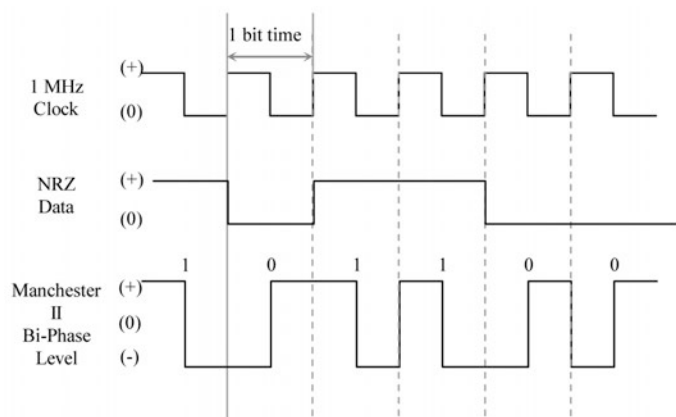 1 bit time
1 MHz
Clock
(+)
(0)
NRZ
Data
(+)
(0)
1 0 1 1 0 0
Manchester
II
Bi-Phase
Level
(+)
(0)
(-)